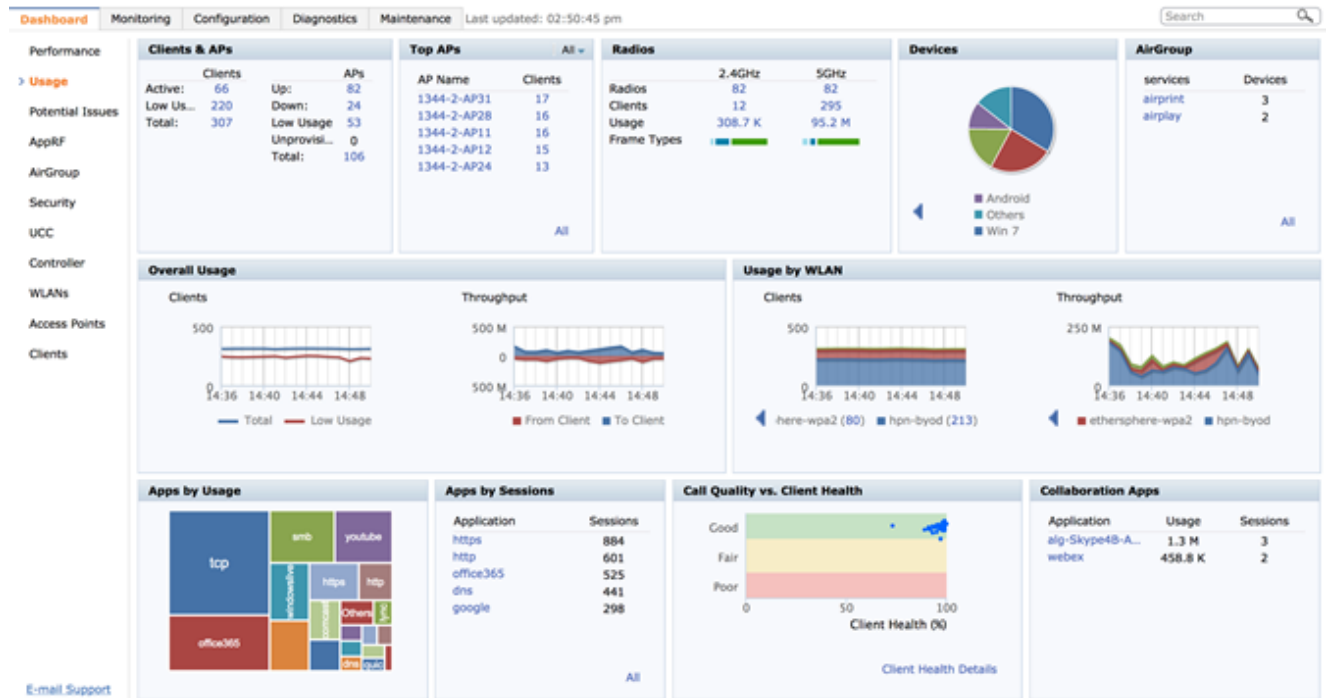 Dashboard Monitoring Configuration Diagnostics Maintenance Last updated: 02:50:45 pm Search
Performance
Usage
Potential Issues
AppRF
AirGroup
Security
UCC
Controller
WLANs
Access Points
Clients
E-mail Support
Clients & APs
Clients APs
Active: 66 Up: 82
Low Us... 220 Down: 24
Total: 307 Low Usage 53
Unprovisi... 0
Total: 106
Top APs All
AP Name Clients
1344-2-AP31 17
1344-2-AP28 16
1344-2-AP11 16
1344-2-AP12 15
1344-2-AP24 13
All
Radios
2.4GHz 5GHz
Radios 82 82
Clients 12 295
Usage 308.7 K 95.2 M
Frame Types
Devices
Android
Others
Win 7
AirGroup
services Devices
airprint 3
airplay 2
All
Overall Usage
Clients
500
0
14:36 14:40 14:44 14:48
Total Low Usage
Throughput
500 M
0
500 M
14:36 14:40 14:44 14:48
From Client To Client
Usage by WLAN
Clients
500
0
14:36 14:40 14:44 14:48
here-wpa2 (80) hpn-byod (213)
Throughput
250 M
0
14:36 14:40 14:44 14:48
ethersphere-wpa2 hpn-byod
Apps by Usage
tcp
smb
youtube
windowslive
https
http
office365
comcast
Others
lync
dns
quic
Apps by Sessions
Application Sessions
https 884
http 601
office365 525
dns 441
google 298
All
Call Quality vs. Client Health
Good
Fair
Poor
0 50 100
Client Health (%)
Client Health Details
Collaboration Apps
Application Usage Sessions
alg-Skype4B-A... 1.3 M 3
webex 458.8 K 2